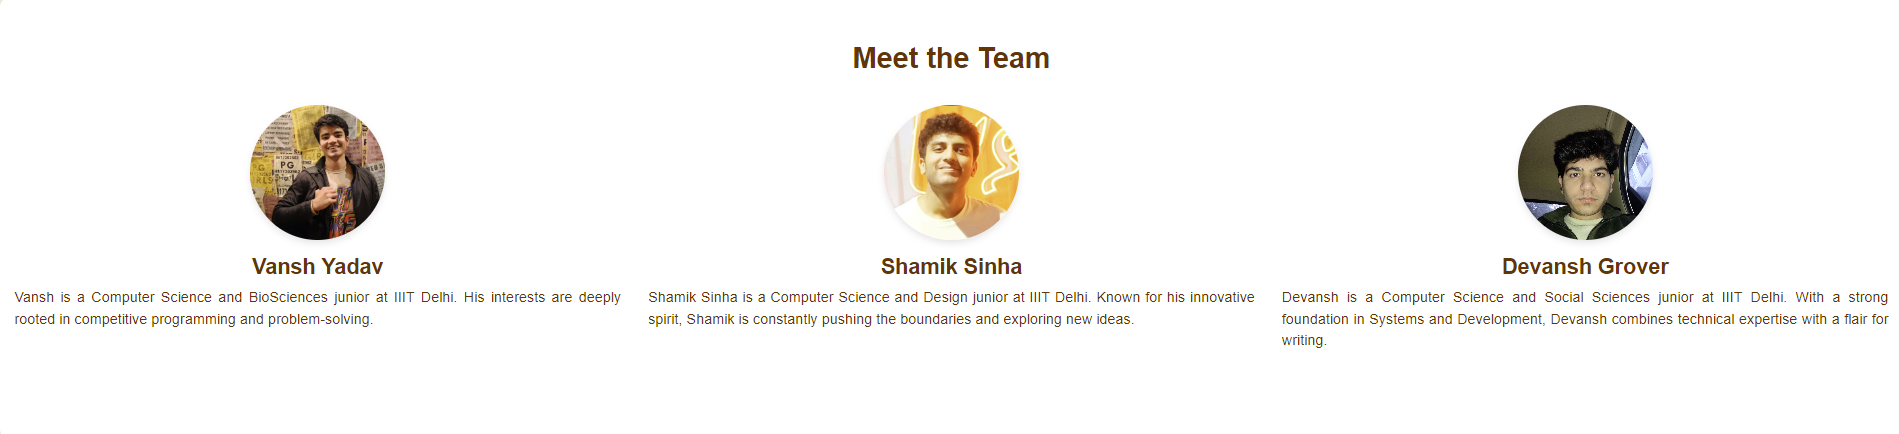 Meet the Team
PG
Vansh Yadav
Vansh is a Computer Science and BioSciences junior at IIIT Delhi. His interests are deeply
rooted in competitive programming and problem-solving.
Shamik Sinha
Shamik Sinha is a Computer Science and Design junior at IIIT Delhi. Known for his innovative
spirit, Shamik is constantly pushing the boundaries and exploring new ideas.
Devansh Grover
Devansh is a Computer Science and Social Sciences junior at IIIT Delhi. With a strong
foundation in Systems and Development, Devansh combines technical expertise with a flair for
writing.